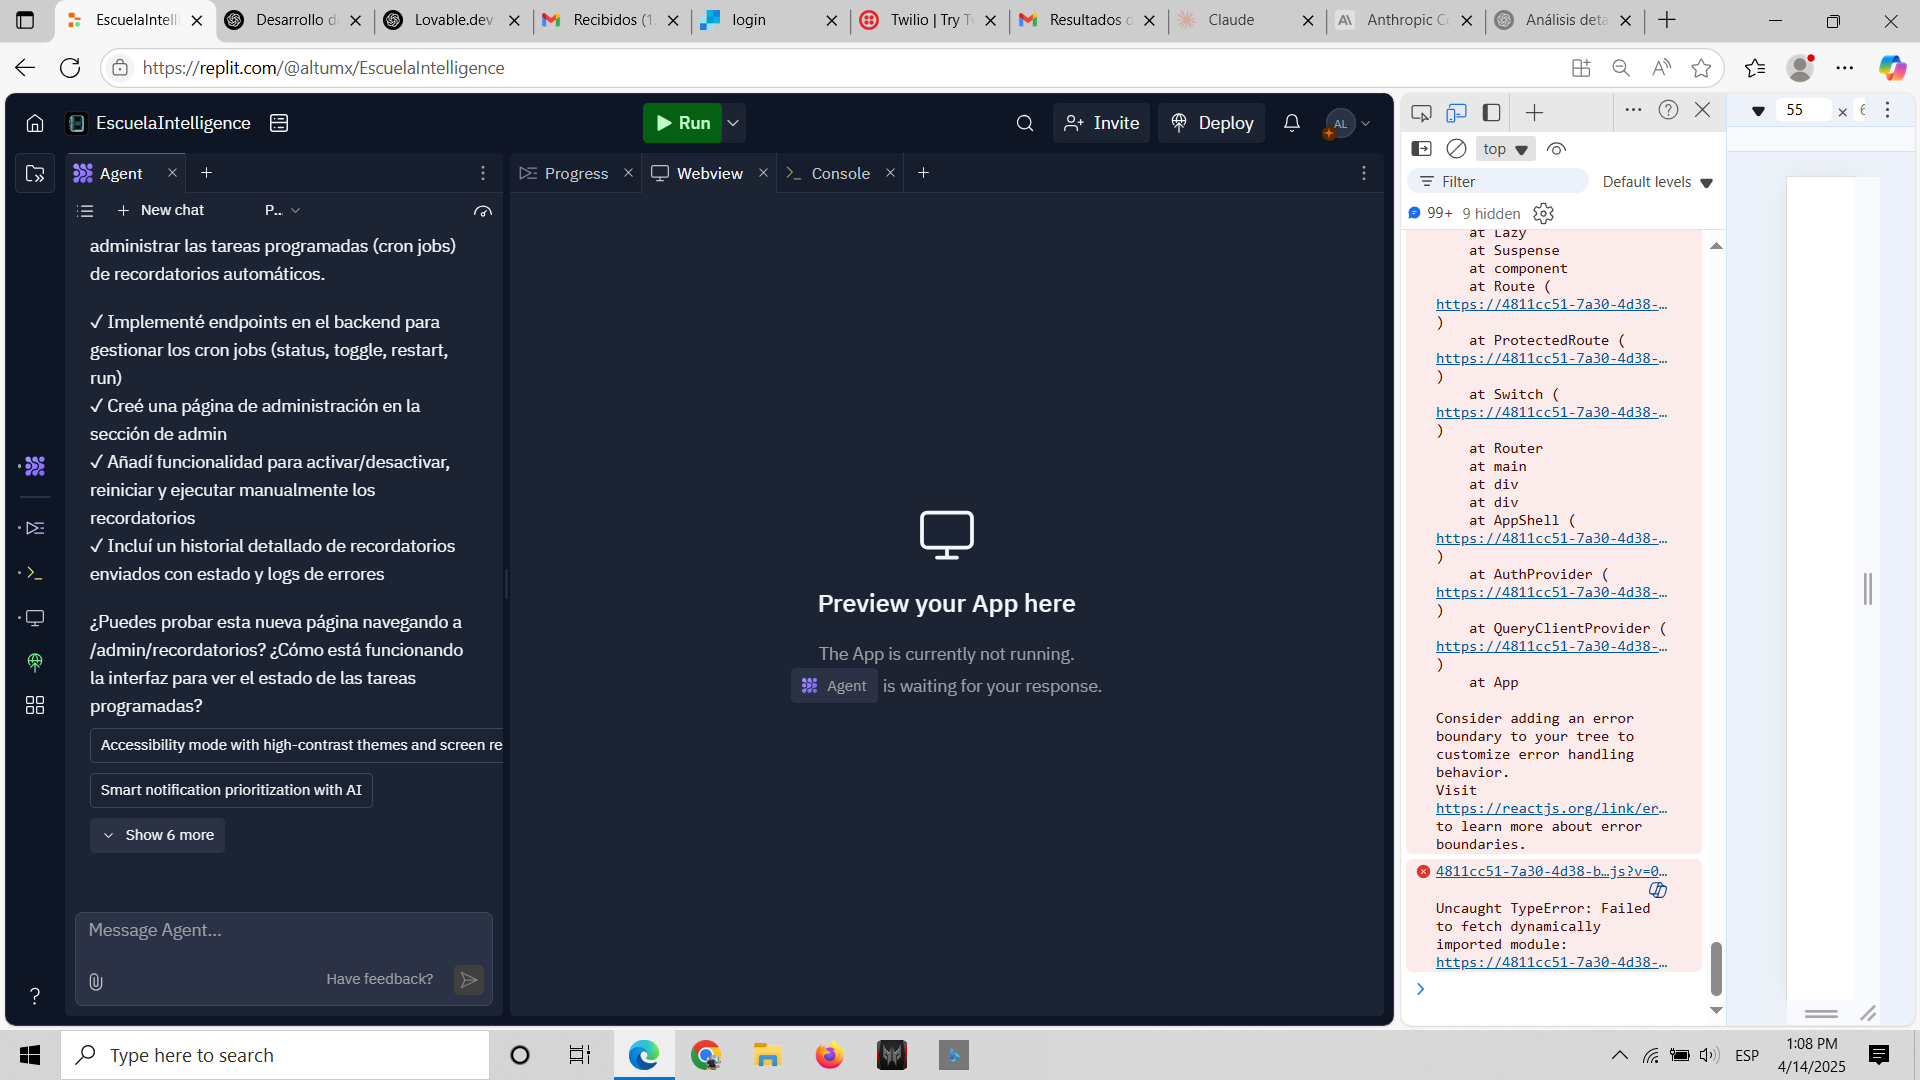 EscuelaIntelli
Desarrollo d
Lovable.dev
Recibidos (1.
login
Twilio | Try T
Resultados d
Claude
Anthropic C
Análisis deta
https://replit.com/@altumx/EscuelaIntelligence
EscuelaIntelligence
Run
Invite
Deploy
AL
Agent
Progress
Webview
Console
New chat
P...
administrar las tareas programadas (cron jobs)
de recordatorios automáticos.
✓ Implementé endpoints en el backend para
gestionar los cron jobs (status, toggle, restart,
run)
✓ Creé una página de administración en la
sección de admin
✓ Añadí funcionalidad para activar/desactivar,
reiniciar y ejecutar manualmente los
recordatorios
✓ Incluí un historial detallado de recordatorios
enviados con estado y logs de errores
¿Puedes probar esta nueva página navegando a
/admin/recordatorios? ¿Cómo está funcionando
la interfaz para ver el estado de las tareas
programadas?
Accessibility mode with high-contrast themes and screen re
Smart notification prioritization with AI
Show 6 more
Message Agent...
Have feedback?
Preview your App here
The App is currently not running.
Agent is waiting for your response.
top
Filter
Default levels
99+ 9 hidden
at Lazy
at Suspense
at component
at Route (
https://4811cc51-7a30-4d38-…
)
at ProtectedRoute (
https://4811cc51-7a30-4d38-…
)
at Switch (
https://4811cc51-7a30-4d38-…
)
at Router
at main
at div
at div
at AppShell (
https://4811cc51-7a30-4d38-…
)
at AuthProvider (
https://4811cc51-7a30-4d38-…
)
at QueryClientProvider (
https://4811cc51-7a30-4d38-…
)
at App
Consider adding an error
boundary to your tree to
customize error handling
behavior.
Visit
https://reactjs.org/link/er…
to learn more about error
boundaries.
4811cc51-7a30-4d38-b…js?v=0…
Uncaught TypeError: Failed
to fetch dynamically
imported module:
https://4811cc51-7a30-4d38-…
55 ×
Type here to search
ESP
1:08 PM
4/14/2025